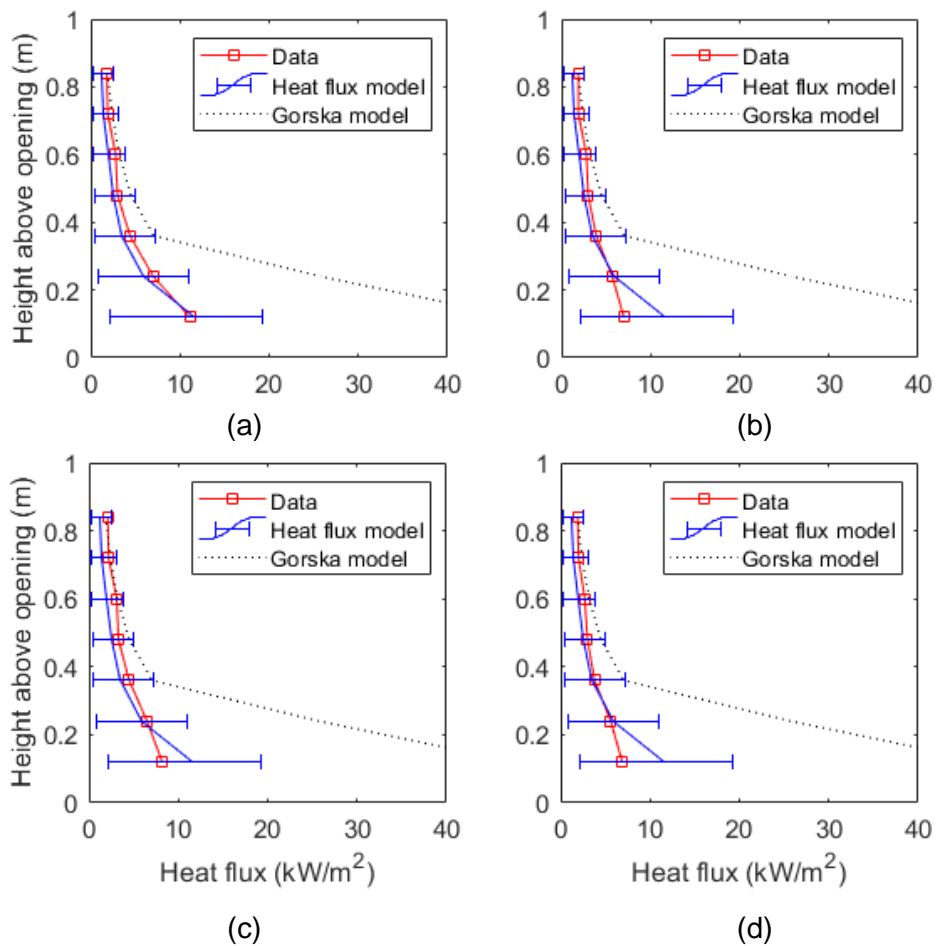 Height above opening (m)
1
0.8
0.6
0.4
0.2
0
0 10 20 30 40
Data
Heat flux model
Gorska model
(a)
1
0.8
0.6
0.4
0.2
0
0 10 20 30 40
Data
Heat flux model
Gorska model
(b)
Height above opening (m)
1
0.8
0.6
0.4
0.2
0
0 10 20 30 40
Heat flux (kW/m²)
Data
Heat flux model
Gorska model
(c)
1
0.8
0.6
0.4
0.2
0
0 10 20 30 40
Heat flux (kW/m²)
Data
Heat flux model
Gorska model
(d)